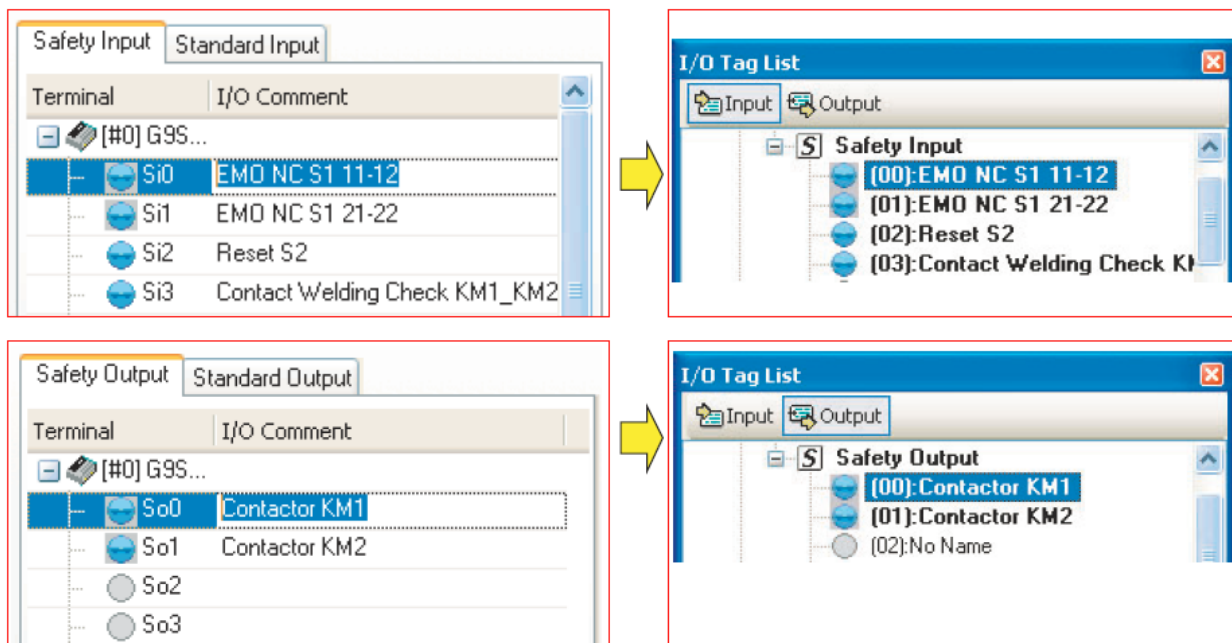 Safety Input Standard Input
Terminal I/O Comment
[#0] G9S...
Si0 EMO NC S1 11-12
Si1 EMO NC S1 21-22
Si2 Reset S2
Si3 Contact Welding Check KM1_KM2
I/O Tag List
Input Output
S Safety Input
(00):EMO NC S1 11-12
(01):EMO NC S1 21-22
(02):Reset S2
(03):Contact Welding Check
Safety Output Standard Output
Terminal I/O Comment
[#0] G9S...
So0 Contactor KM1
So1 Contactor KM2
So2
So3
I/O Tag List
Input Output
S Safety Output
(00):Contactor KM1
(01):Contactor KM2
(02):No Name